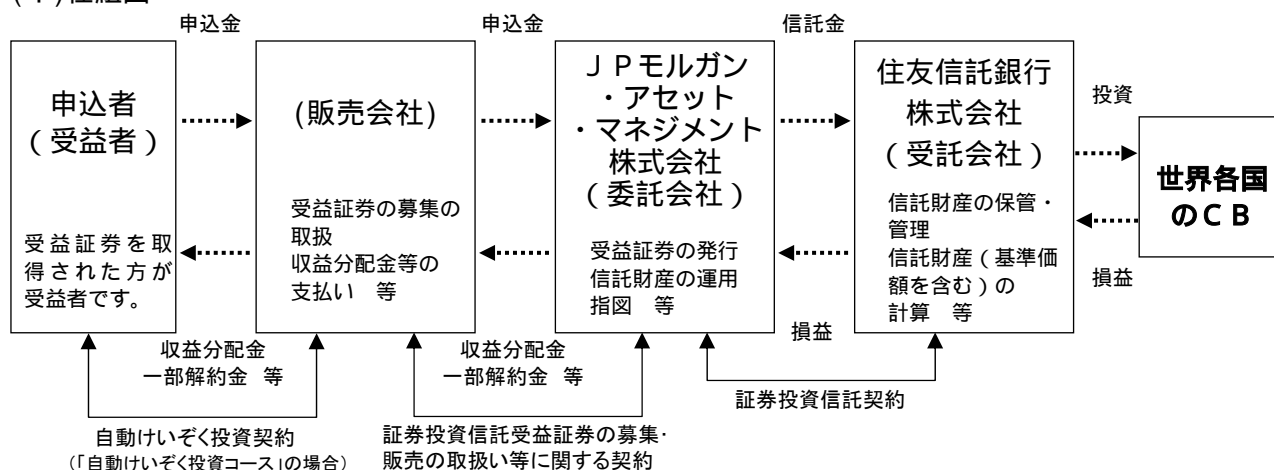 申込金
申込金
信託金
申込者
(受益者)
受益証券を取
得された方が
受益者です。
(販売会社)
受益証券の募集の
取扱
収益分配金等の
支払い 等
JPモルガン
・アセット
・マネジメント
株式会社
(委託会社)
受益証券の発行
信託財産の運用
指図 等
住友信託銀行
株式会社
(受託会社)
信託財産の保管・
管理
信託財産(基準価
額を含む)の
計算 等
投資
世界各国
のCB
損益
収益分配金
一部解約金 等
収益分配金
一部解約金 等
損益
自動けいぞく投資契約
(「自動けいぞく投資コース」の場合)
証券投資信託受益証券の募集・
販売の取扱い等に関する契約
証券投資信託契約